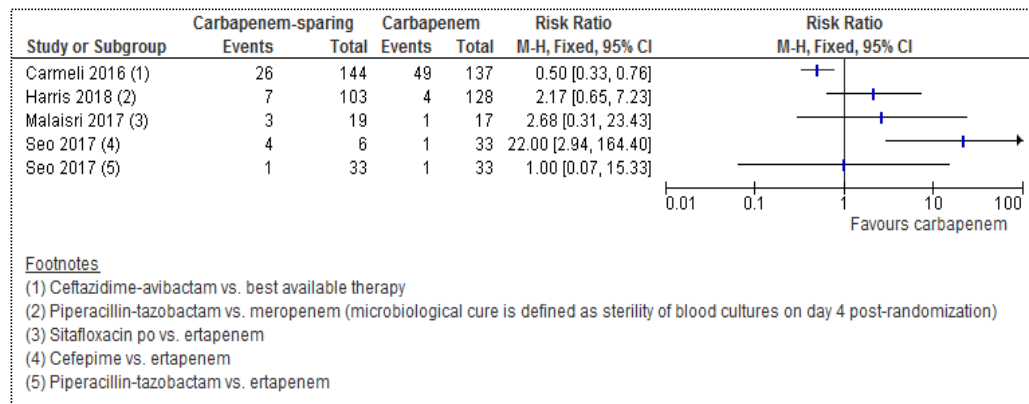 Carbapenem-sparing Carbapenem Risk Ratio Risk Ratio
Study or Subgroup Events Total Events Total M-H, Fixed, 95% CI M-H, Fixed, 95% CI
Carmeli 2016 (1) 26 144 49 137 0.50 [0.33, 0.76]
Harris 2018 (2) 7 103 4 128 2.17 [0.65, 7.23]
Malaisri 2017 (3) 3 19 1 17 2.68 [0.31, 23.43]
Seo 2017 (4) 4 6 1 33 22.00 [2.94, 164.40]
Seo 2017 (5) 1 33 1 33 1.00 [0.07, 15.33]
0.01 0.1 1 10 100
Favours carbapenem
Footnotes
(1) Ceftazidime-avibactam vs. best available therapy
(2) Piperacillin-tazobactam vs. meropenem (microbiological cure is defined as sterility of blood cultures on day 4 post-randomization)
(3) Sitafloxacin po vs. ertapenem
(4) Cefepime vs. ertapenem
(5) Piperacillin-tazobactam vs. ertapenem